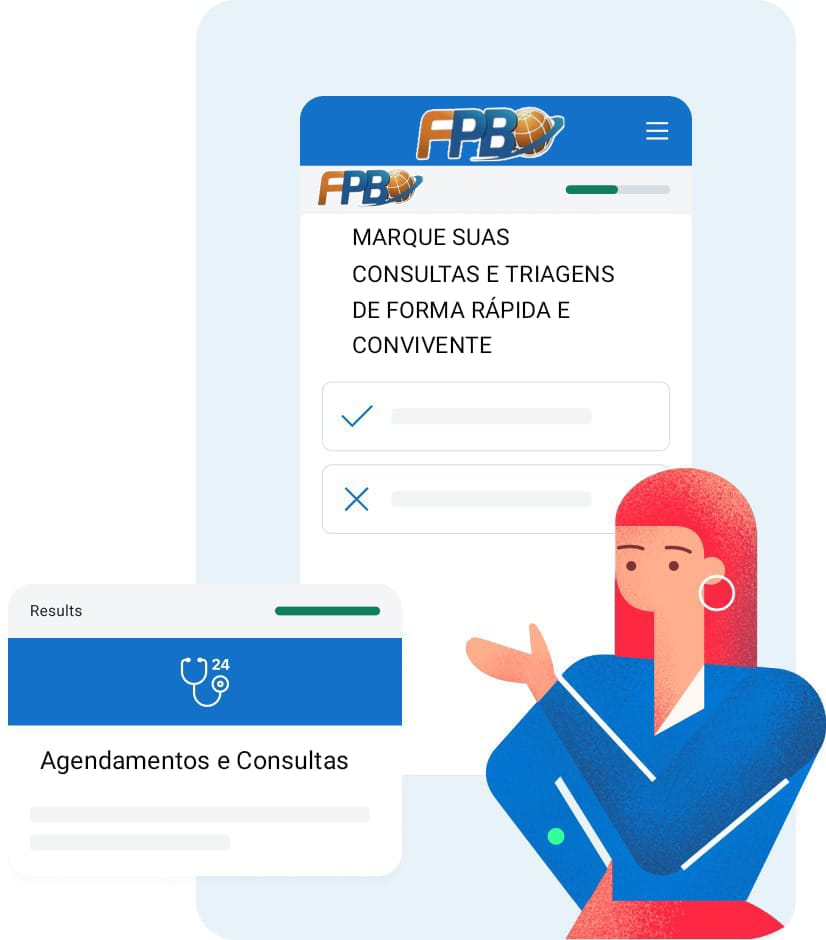 FPB
FPB
MARQUE SUAS
CONSULTAS E TRIAGENS
DE FORMA RÁPIDA E
CONVIVENTE
Results
24
Agendamentos e Consultas